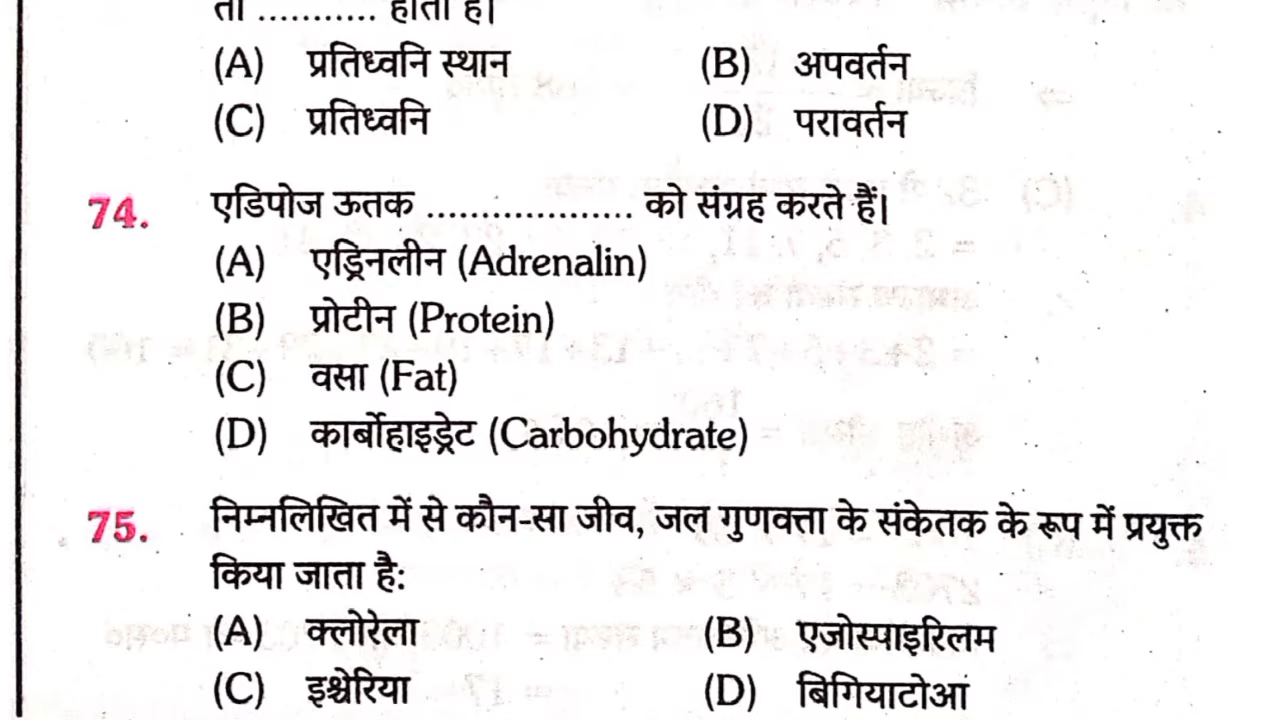 ता ........... होता है।
(A) प्रतिध्वनि स्थान (B) अपवर्तन
(C) प्रतिध्वनि (D) परावर्तन
74. एडिपोज ऊतक ................... को संग्रह करते हैं।
(A) एड्रिनलीन (Adrenalin)
(B) प्रोटीन (Protein)
(C) वसा (Fat)
(D) कार्बोहाइड्रेट (Carbohydrate)
75. निम्नलिखित में से कौन-सा जीव, जल गुणवत्ता के संकेतक के रूप में प्रयुक्त
किया जाता है:
(A) क्लोरेला (B) एजोस्पाइरिलम
(C) इश्चेरिया (D) बिगियाटोआ